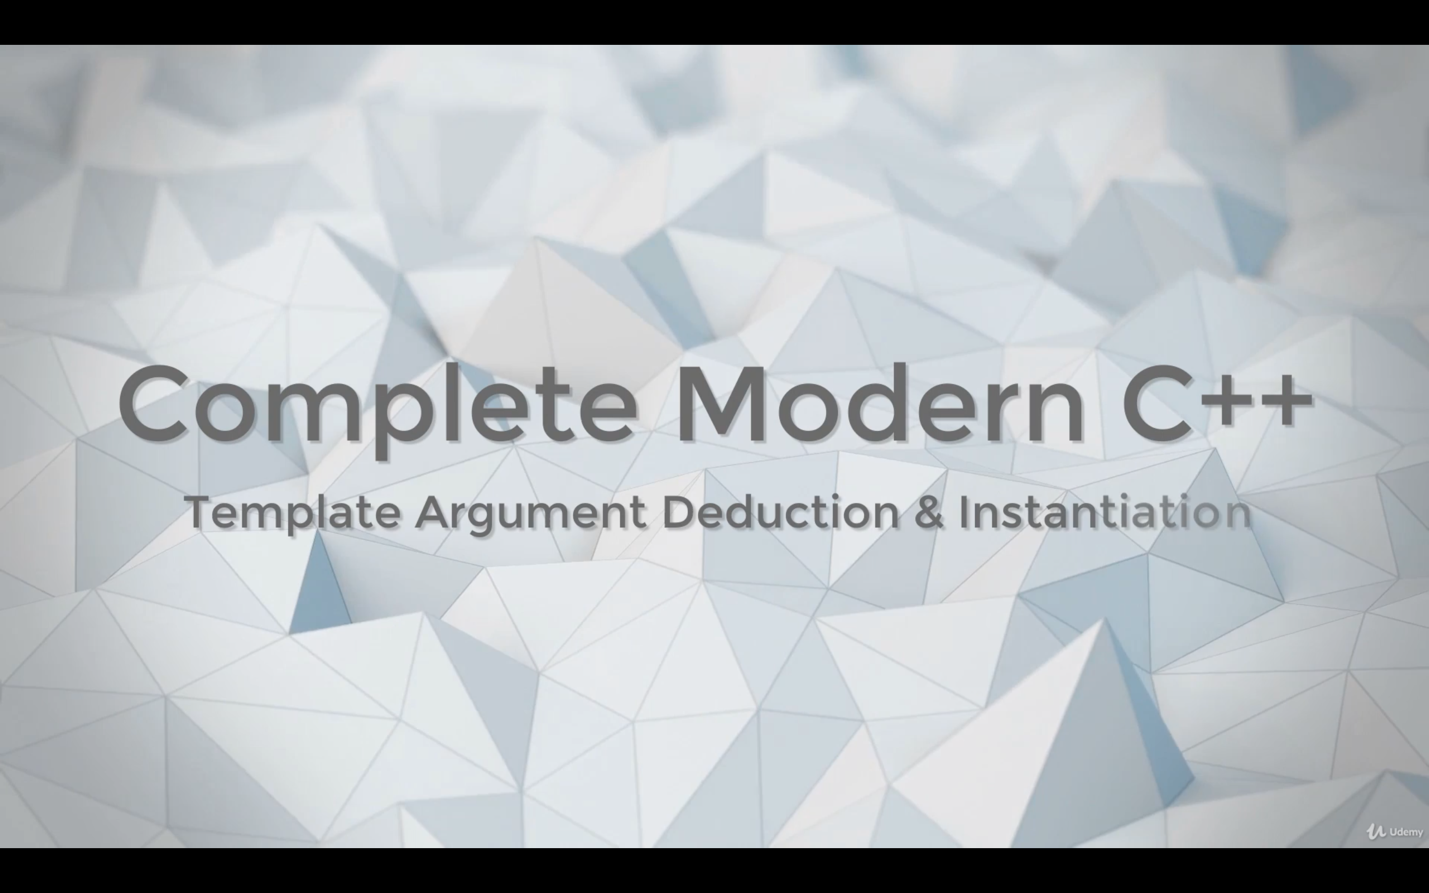 Complete Modern C++
Template Argument Deduction & Instantiation
Udemy